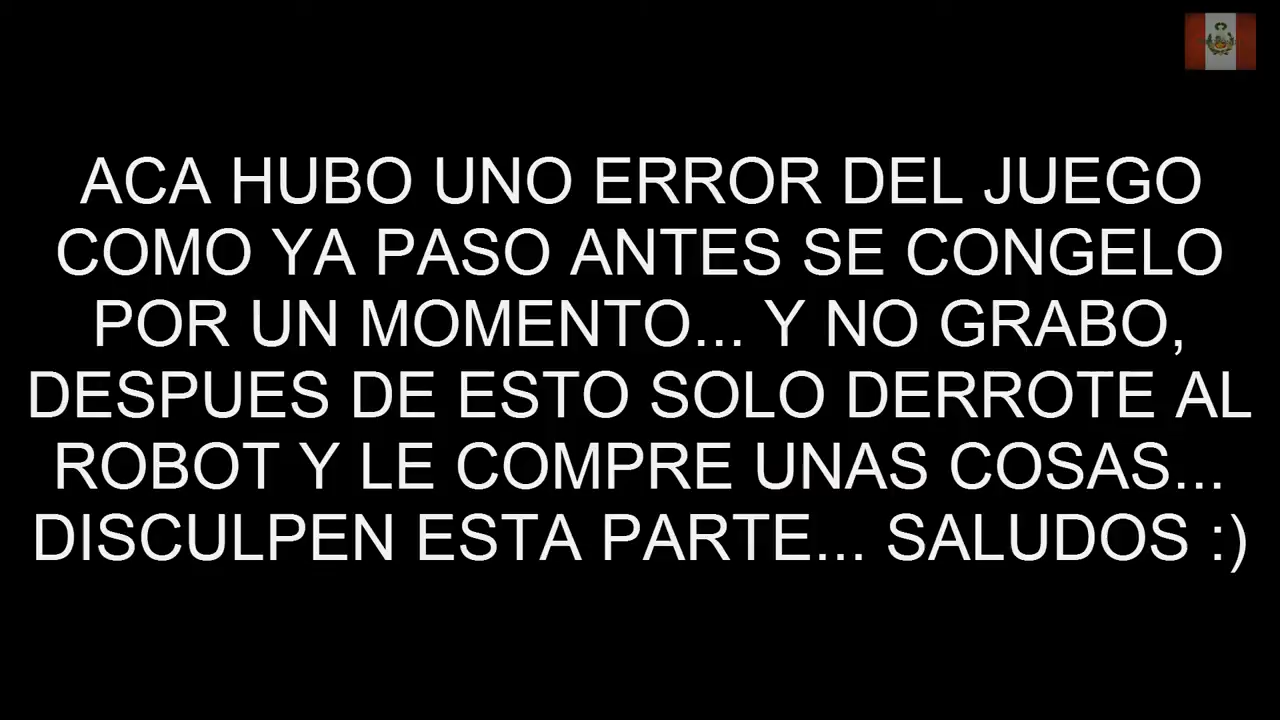 ACA HUBO UNO ERROR DEL JUEGO
COMO YA PASO ANTES SE CONGELO
POR UN MOMENTO... Y NO GRABO,
DESPUES DE ESTO SOLO DERROTE AL
ROBOT Y LE COMPRE UNAS COSAS...
DISCULPEN ESTA PARTE... SALUDOS :)